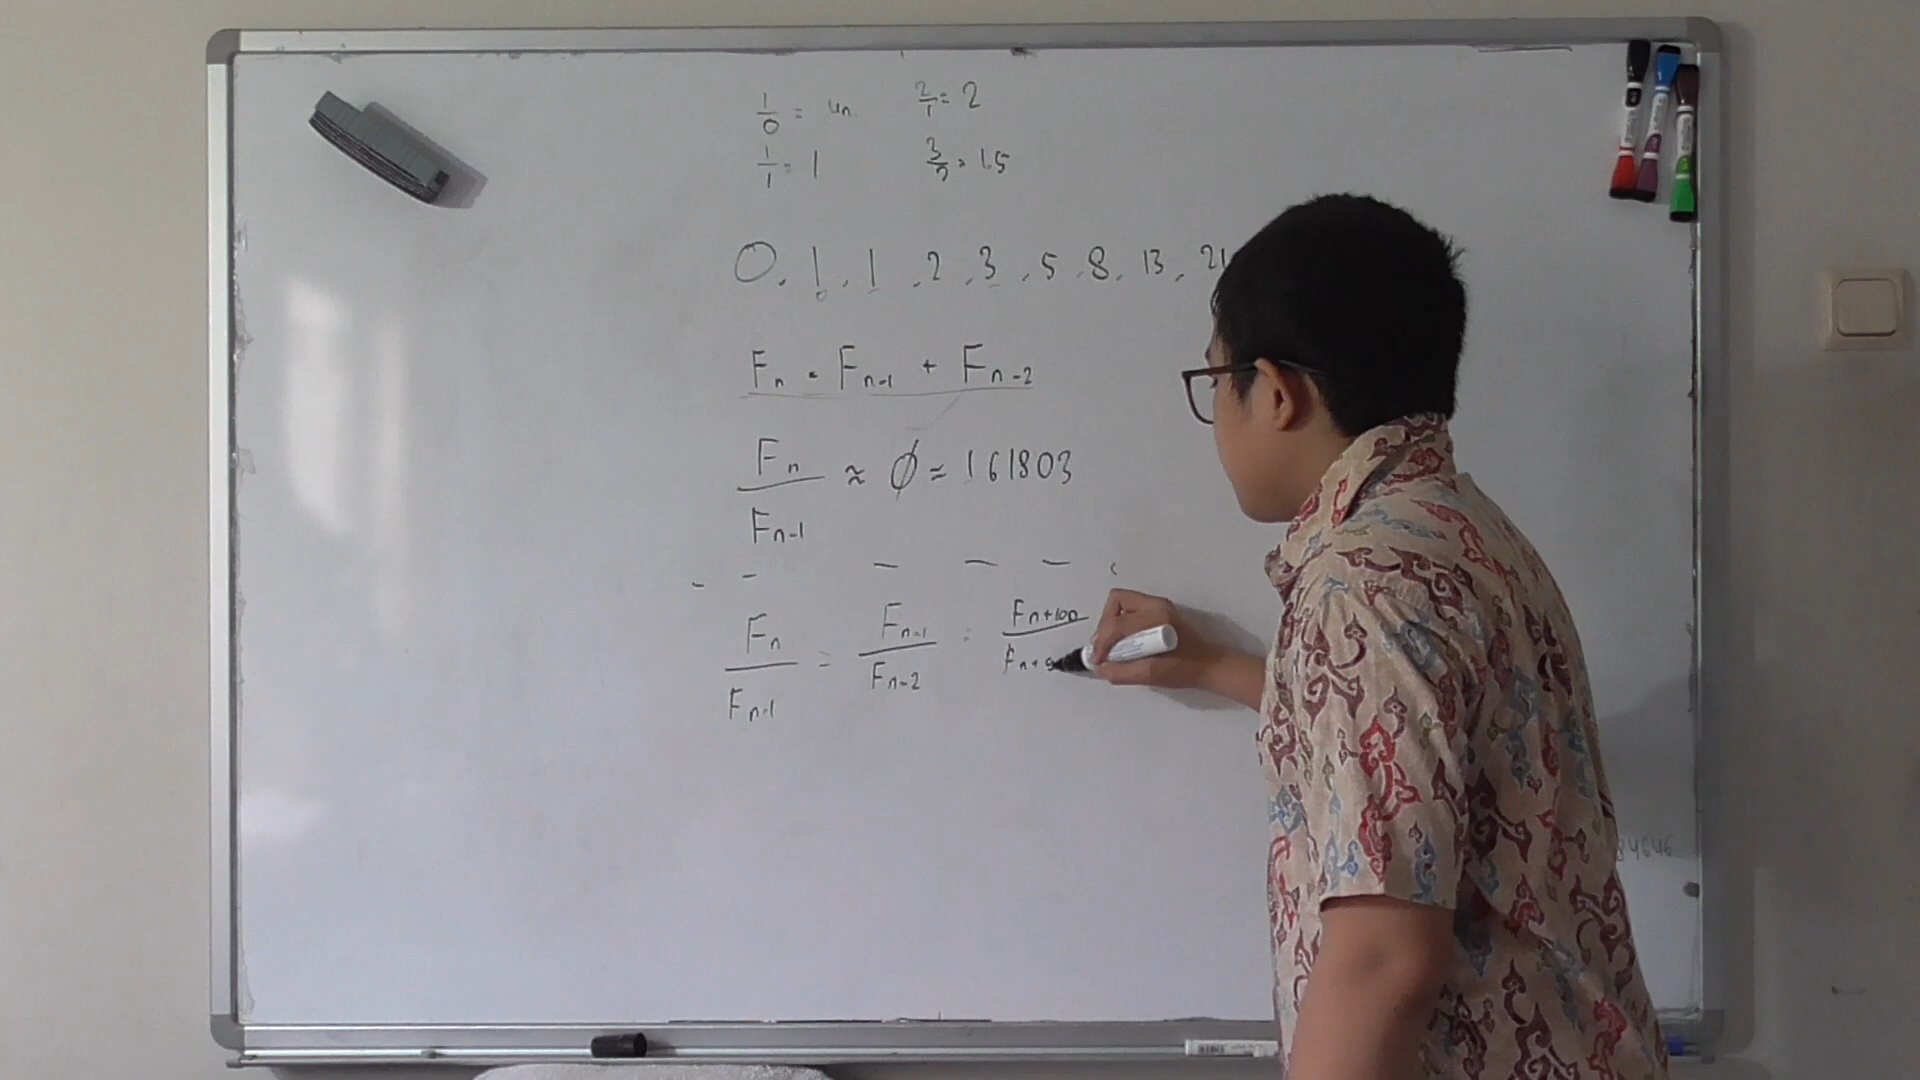 1/0 = un. 2/1 = 2
1/1 = 1 3/2 = 1.5
0, 1, 1, 2, 3, 5, 8, 13, 21
Fn = Fn-1 + Fn-2
Fn/Fn-1 ≈ ϕ ≈ 1 61803
Fn/Fn-1 = Fn-1/Fn-2 = Fn+100/Fn+9